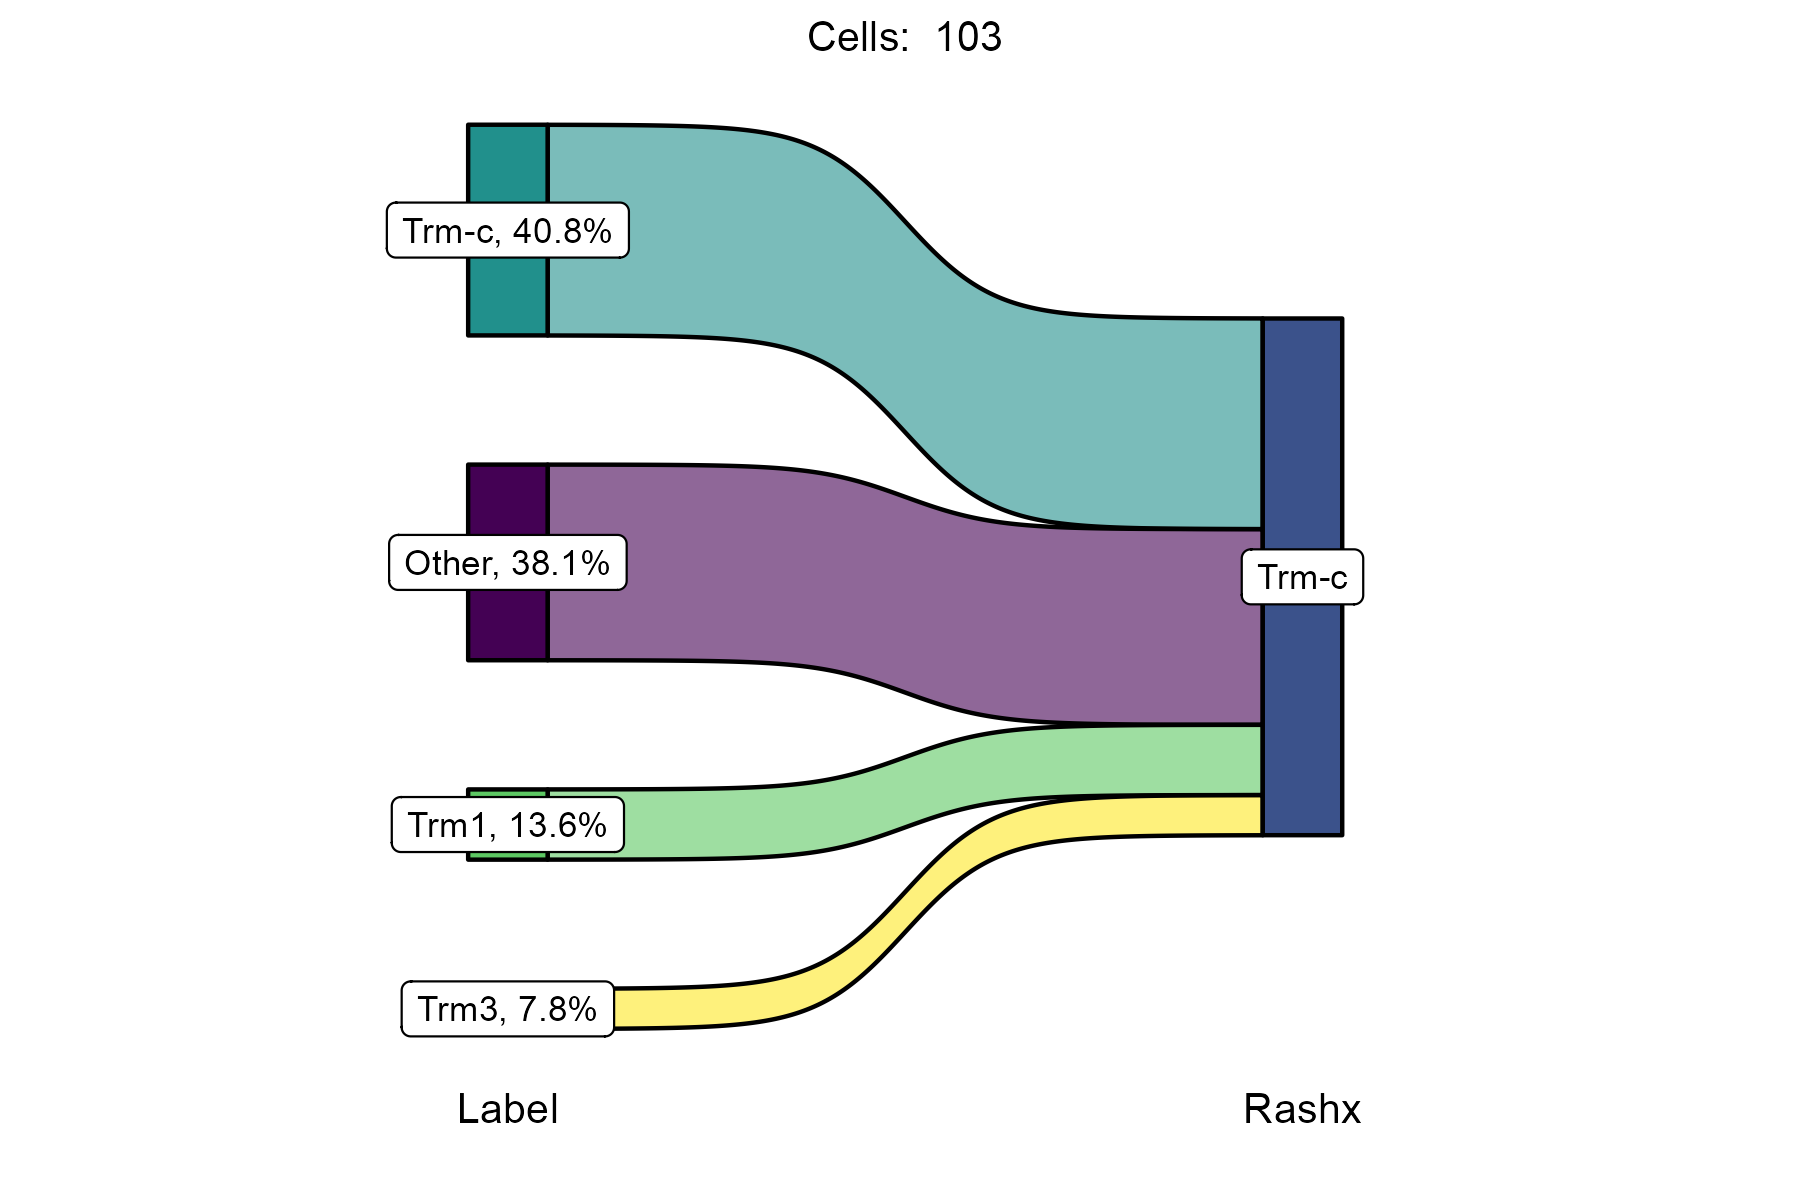 Cells:  103
Trm-c, 40.8%
Other, 38.1%
Trm-c
Trm1, 13.6%
Trm3, 7.8%
Label
Rashx